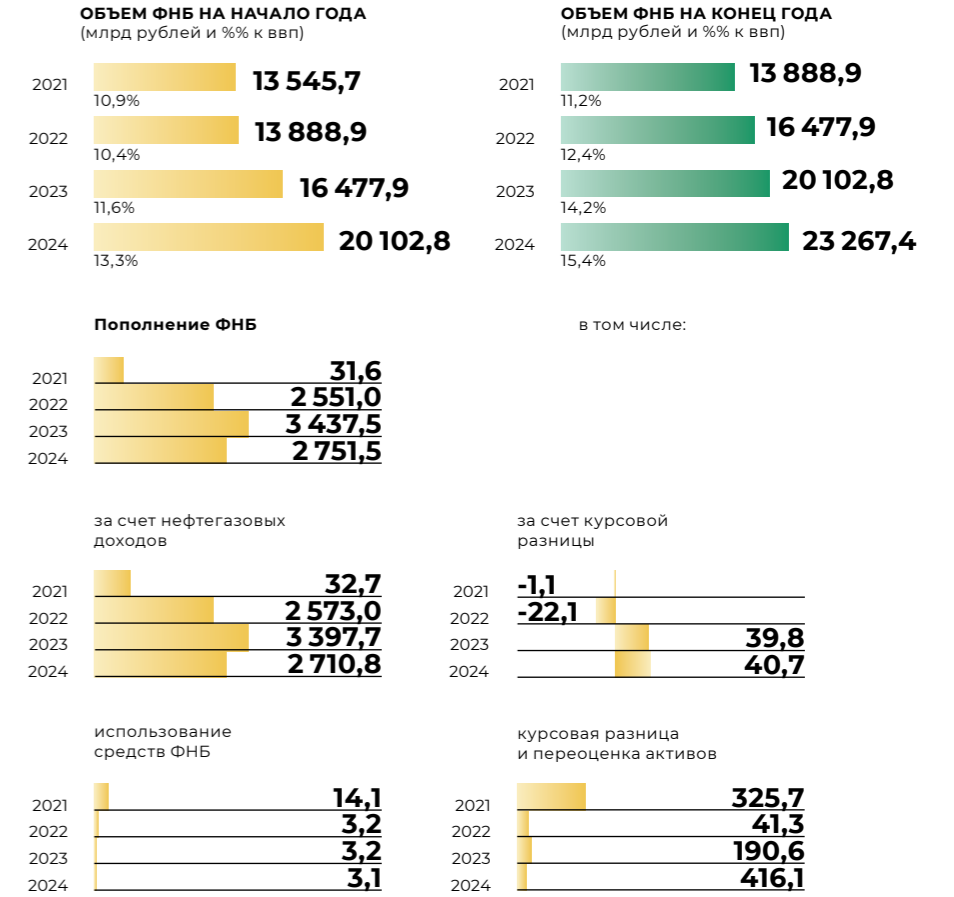 ОБЪЕМ ФНБ НА НАЧАЛО ГОДА
(млрд рублей и %% к ввп)
2021 13 545,7
10,9%
2022 13 888,9
10,4%
2023 16 477,9
11,6%
2024 20 102,8
13,3%
ОБЪЕМ ФНБ НА КОНЕЦ ГОДА
(млрд рублей и %% к ввп)
2021 13 888,9
11,2%
2022 16 477,9
12,4%
2023 20 102,8
14,2%
2024 23 267,4
15,4%
Пополнение ФНБ
2021 31,6
2022 2 551,0
2023 3 437,5
2024 2 751,5
в том числе:
за счет нефтегазовых
доходов
2021 32,7
2022 2 573,0
2023 3 397,7
2024 2 710,8
за счет курсовой
разницы
2021 -1,1
2022 -22,1
2023 39,8
2024 40,7
использование
средств ФНБ
2021 14,1
2022 3,2
2023 3,2
2024 3,1
курсовая разница
и переоценка активов
2021 325,7
2022 41,3
2023 190,6
2024 416,1